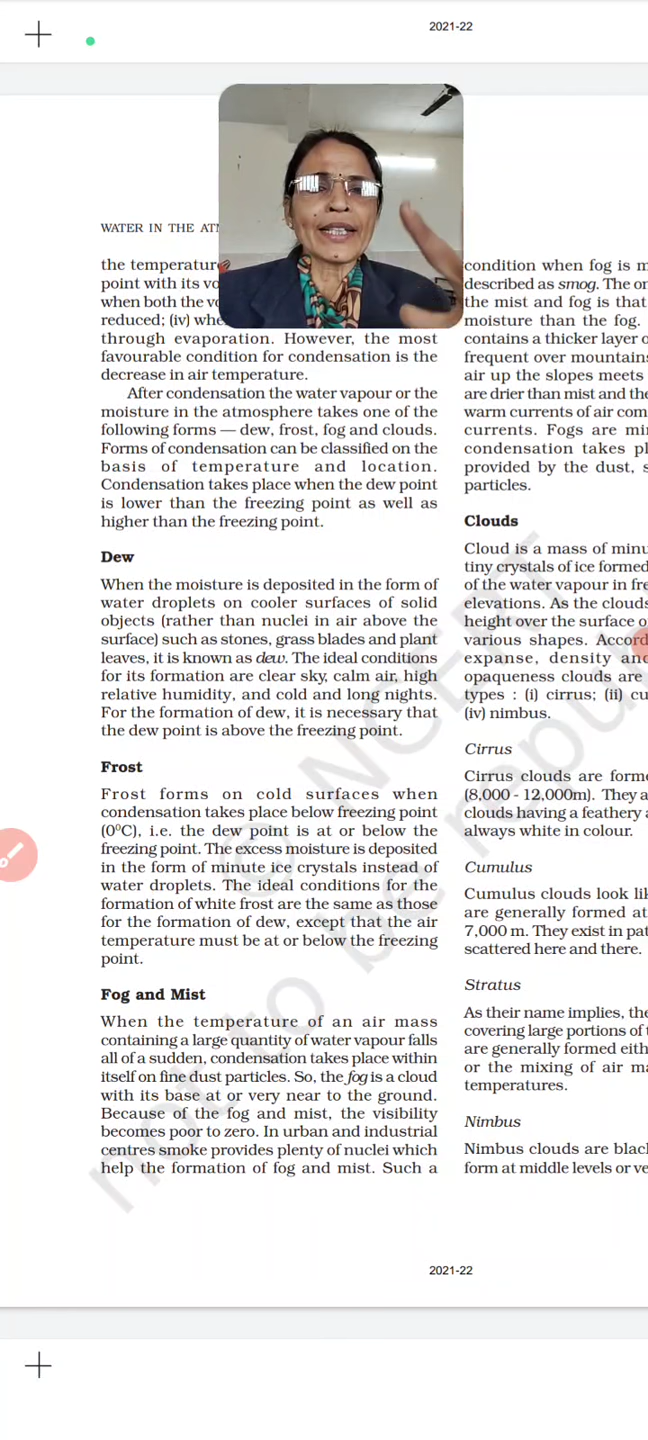 2021-22
WATER IN THE
the temperature
point with its
when both the
reduced; (iv)
through evaporation. However, the most
favourable condition for condensation is the
decrease in air temperature.
After condensation the water vapour or the
moisture in the atmosphere takes one of the
following forms — dew, frost, fog and clouds.
Forms of condensation can be classified on the
basis of temperature and location.
Condensation takes place when the dew point
is lower than the freezing point as well as
higher than the freezing point.
Dew
When the moisture is deposited in the form of
water droplets on cooler surfaces of solid
objects (rather than nuclei in air above the
surface) such as stones, grass blades and plant
leaves, it is known as dew. The ideal conditions
for its formation are clear sky, calm air, high
relative humidity, and cold and long nights.
For the formation of dew, it is necessary that
the dew point is above the freezing point.
Frost
Frost forms on cold surfaces when
condensation takes place below freezing point
(0⁰C), i.e. the dew point is at or below the
freezing point. The excess moisture is deposited
in the form of minute ice crystals instead of
water droplets. The ideal conditions for the
formation of white frost are the same as those
for the formation of dew, except that the air
temperature must be at or below the freezing
point.
Fog and Mist
When the temperature of an air mass
containing a large quantity of water vapour falls
all of a sudden, condensation takes place within
itself on fine dust particles. So, the fog is a cloud
with its base at or very near to the ground.
Because of the fog and mist, the visibility
becomes poor to zero. In urban and industrial
centres smoke provides plenty of nuclei which
help the formation of fog and mist. Such a
condition when fog is
described as smog. The
the mist and fog is that
moisture than the fog.
contains a thicker layer
frequent over mountains
air up the slopes meets
are drier than mist and
warm currents of air
currents. Fogs are
condensation takes
provided by the dust,
particles.
Clouds
Cloud is a mass of
tiny crystals of ice formed
of the water vapour in
elevations. As the clouds
height over the surface
various shapes.
expanse, density
opaqueness clouds are
types : (i) cirrus; (ii)
(iv) nimbus.
Cirrus
Cirrus clouds are
(8,000 - 12,000m). They
clouds having a feathery
always white in colour.
Cumulus
Cumulus clouds look
are generally formed at
7,000 m. They exist in
scattered here and there.
Stratus
As their name implies,
covering large portions of
are generally formed
or the mixing of air
temperatures.
Nimbus
Nimbus clouds are
form at middle levels or
2021-22
© NCERT
not to be